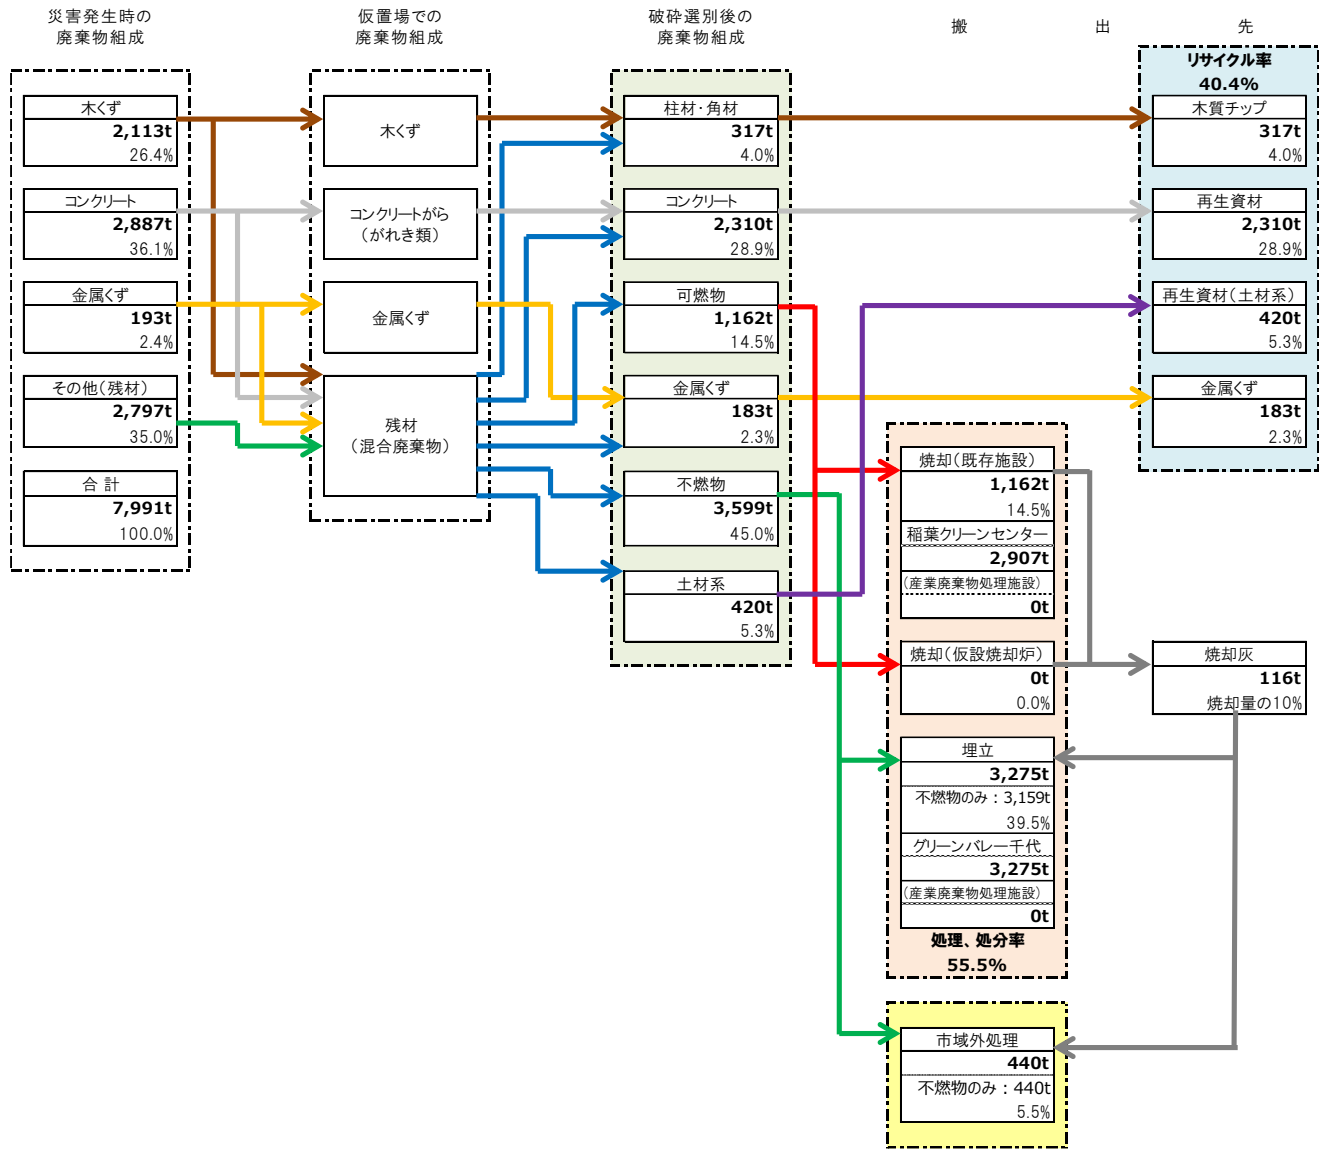 災害発生時の
廃棄物組成
仮置場での
廃棄物組成
破砕選別後の
廃棄物組成
搬 出 先
木くず
2,113t
26.4%
コンクリート
2,887t
36.1%
金属くず
193t
2.4%
その他(残材)
2,797t
35.0%
合 計
7,991t
100.0%
木くず
コンクリートがら
(がれき類)
金属くず
残材
(混合廃棄物)
柱材・角材
317t
4.0%
コンクリート
2,310t
28.9%
可燃物
1,162t
14.5%
金属くず
183t
2.3%
不燃物
3,599t
45.0%
土材系
420t
5.3%
焼却(既存施設)
1,162t
14.5%
稲葉クリーンセンター
2,907t
(産業廃棄物処理施設)
0t
焼却(仮設焼却炉)
0t
0.0%
埋立
3,275t
不燃物のみ:3,159t
39.5%
グリーンバレー千代
3,275t
(産業廃棄物処理施設)
0t
処理、処分率
55.5%
市域外処理
440t
不燃物のみ:440t
5.5%
リサイクル率
40.4%
木質チップ
317t
4.0%
再生資材
2,310t
28.9%
再生資材(土材系)
420t
5.3%
金属くず
183t
2.3%
焼却灰
116t
焼却量の10%